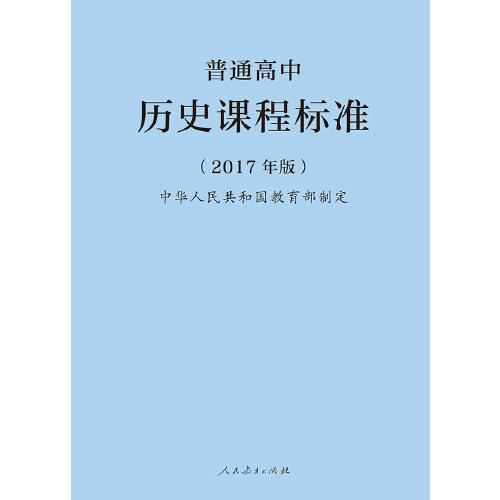 普通高中
历史课程标准
（2017年版）
中华人民共和国教育部制定
人民教育出版社